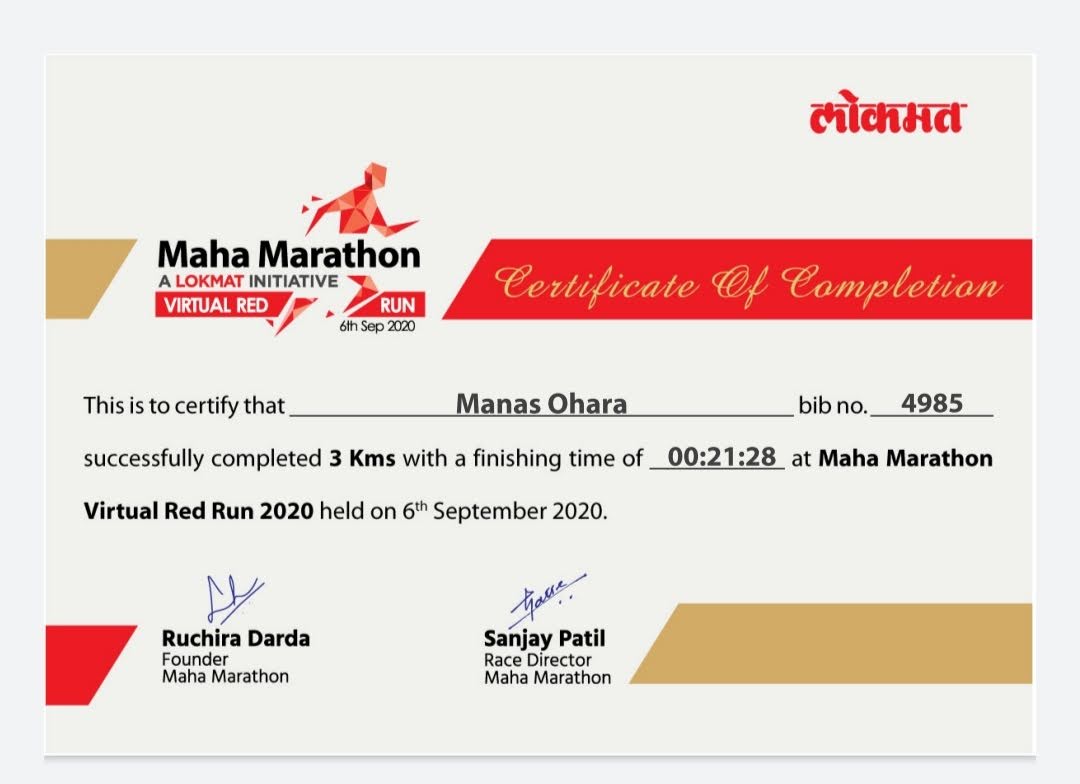 लोकमत
Maha Marathon
A LOKMAT INITIATIVE
VIRTUAL RED RUN
6th Sep 2020
Certificate Of Completion
This is to certify that Manas Ohara bib no. 4985
successfully completed 3 Kms with a finishing time of 00:21:28 at Maha Marathon
Virtual Red Run 2020 held on 6th September 2020.
Ruchira Darda
Founder
Maha Marathon
Sanjay Patil
Race Director
Maha Marathon